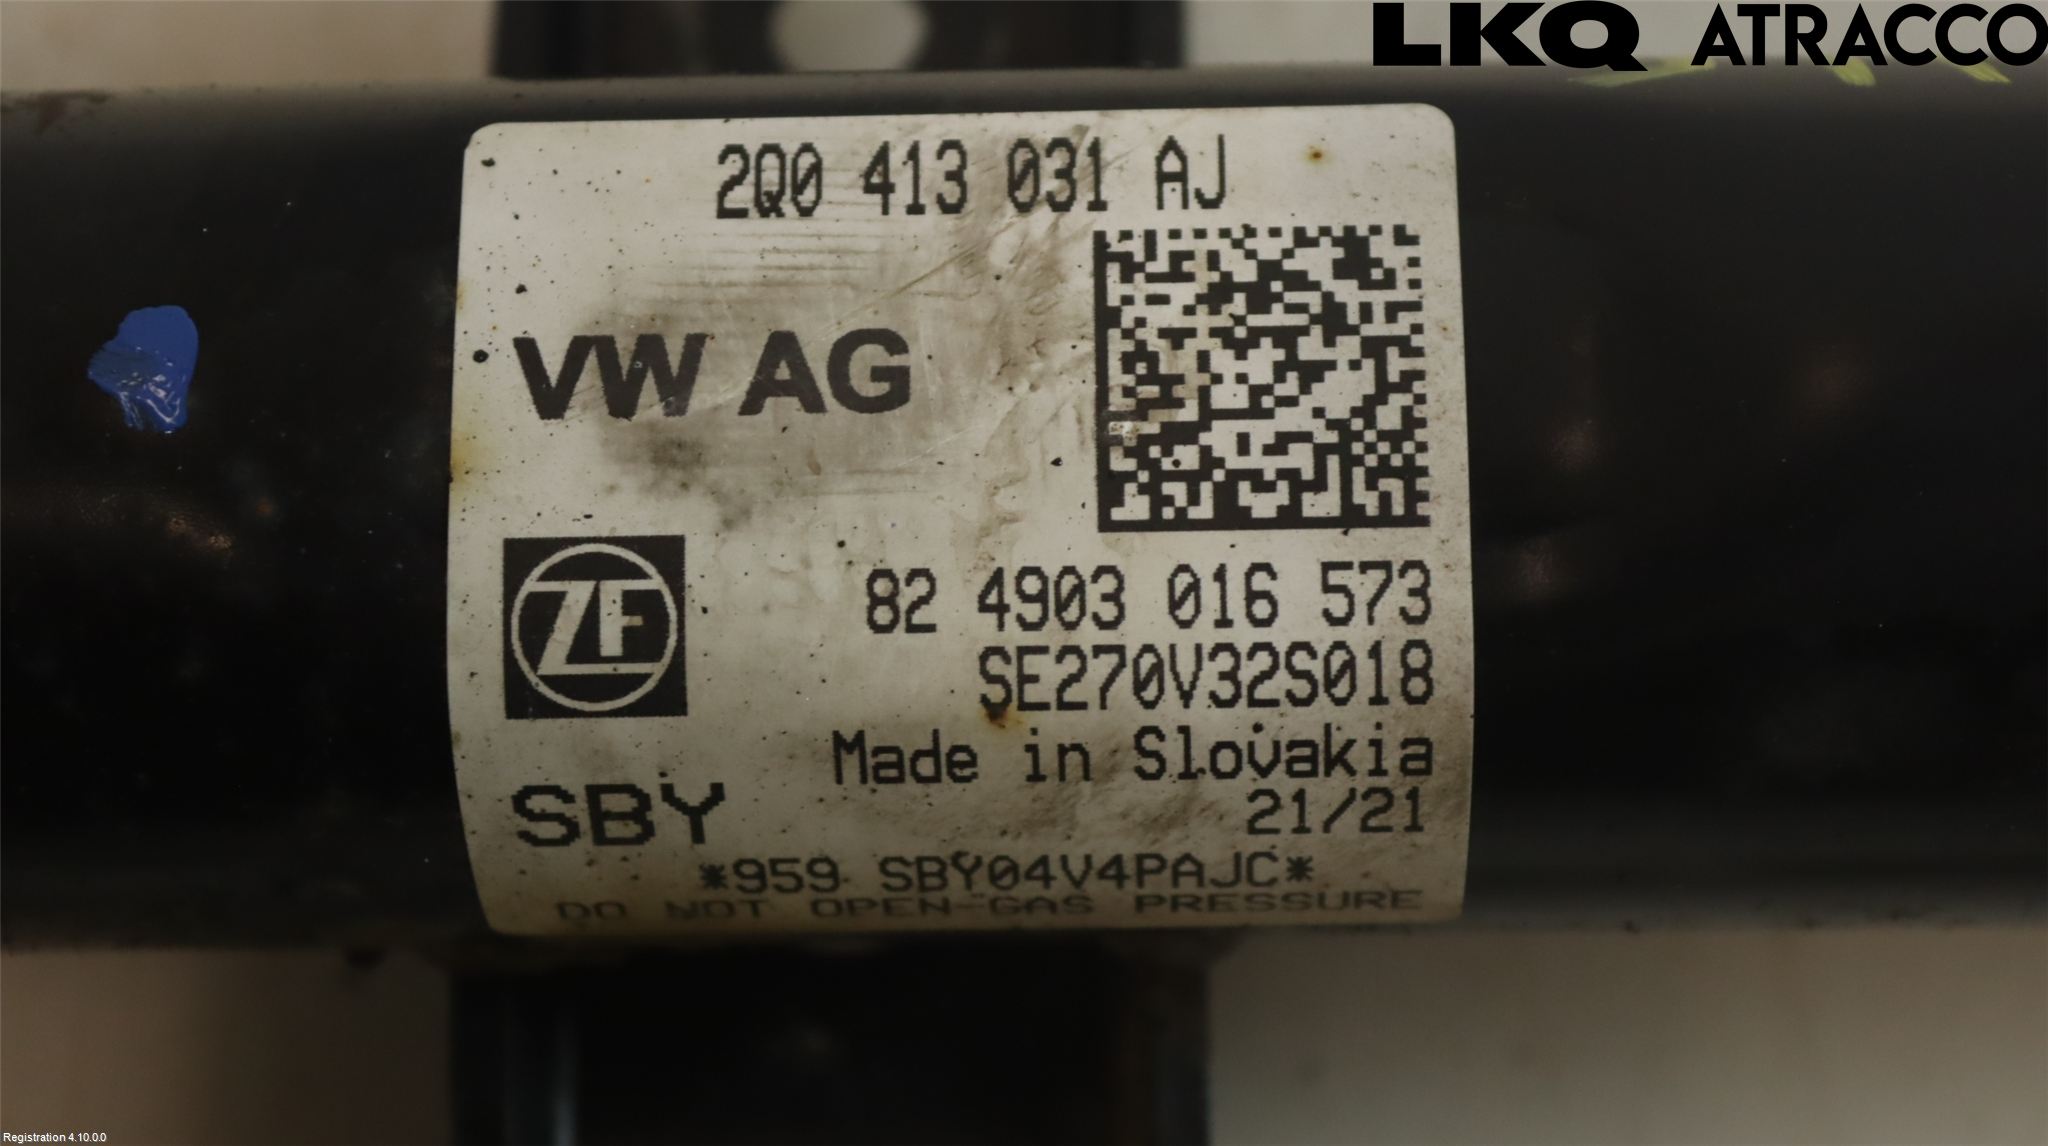 LKQ ATRACCO
2Q0 413 031 AJ
VW AG
ZF
82 4903 016 573
SE270V32S018
Made in Slovakia
21/21
SBY
*959 SBY04V4PAJC*
DO NOT OPEN-GAS PRESSURE
Registration 4.10.0.0